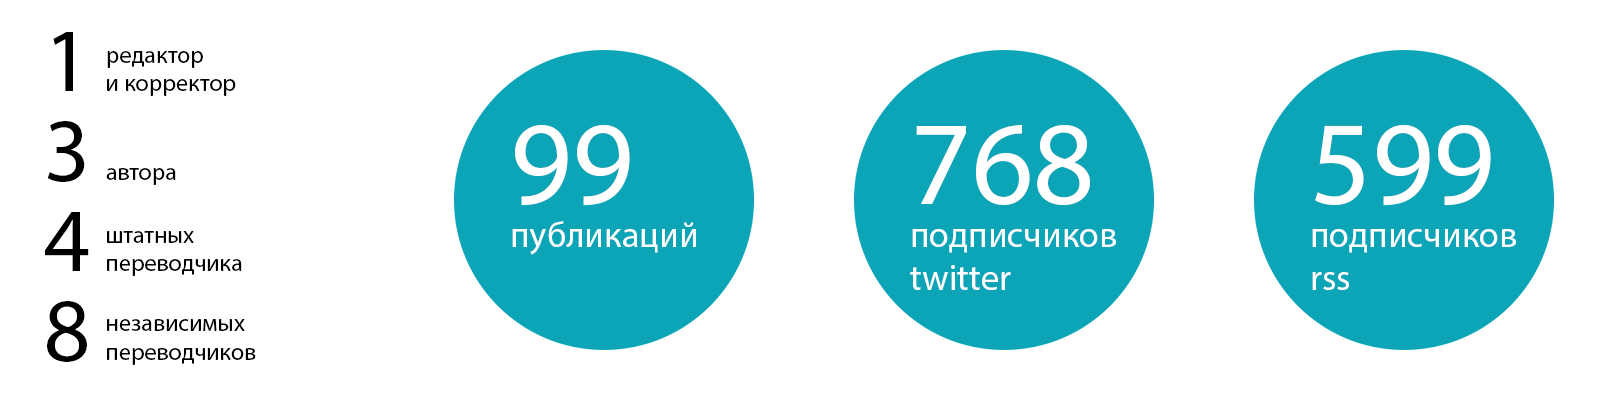 1 редактор
и корректор
3 автора
4 штатных
переводчика
8 независимых
переводчиков
99
публикаций
768
подписчиков
twitter
599
подписчиков
rss